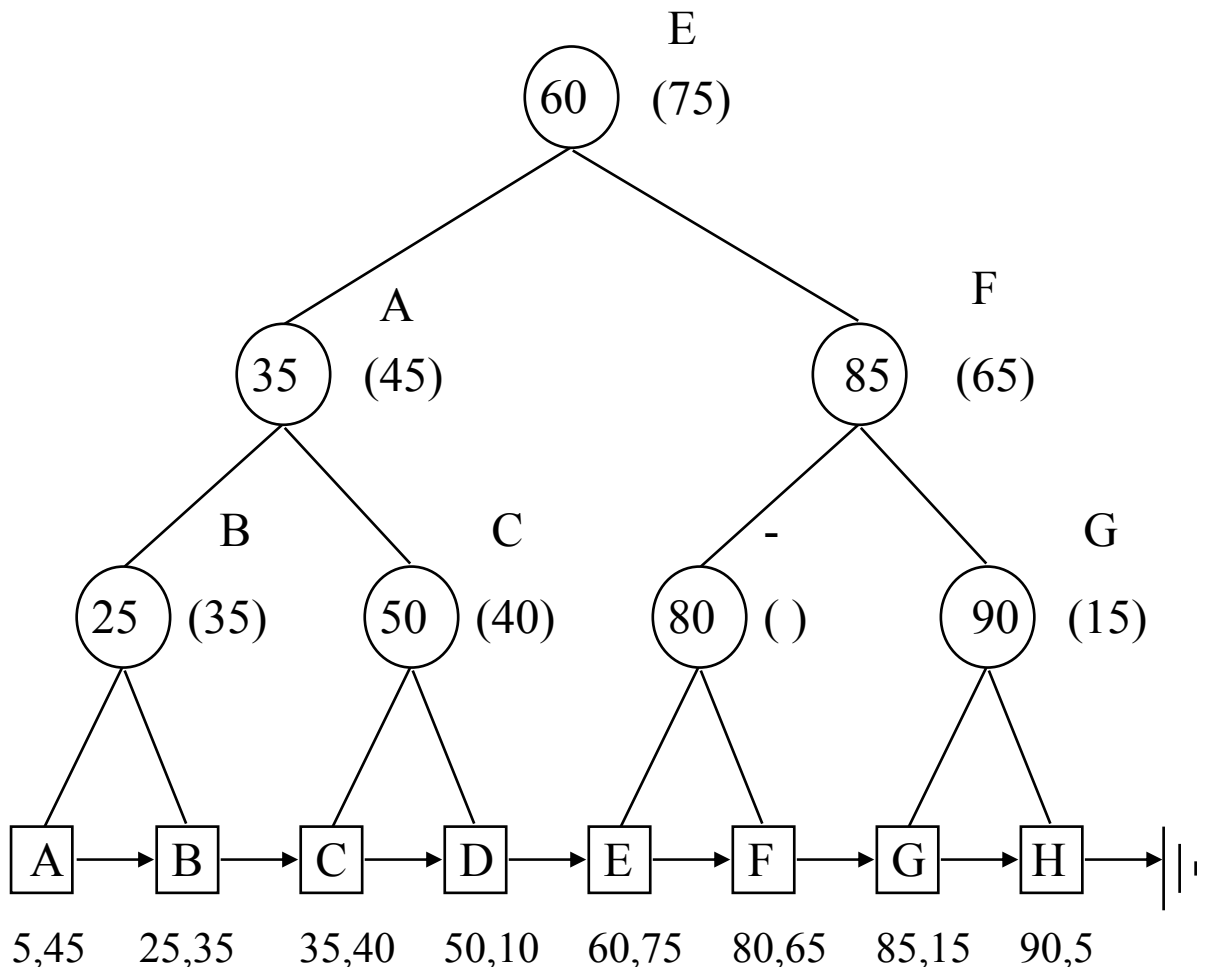 E
60 (75)
A
F
35 (45)
85 (65)
B
C
-
G
25 (35)
50 (40)
80 ( )
90 (15)
A B C D E F G H
5,45 25,35 35,40 50,10 60,75 80,65 85,15 90,5